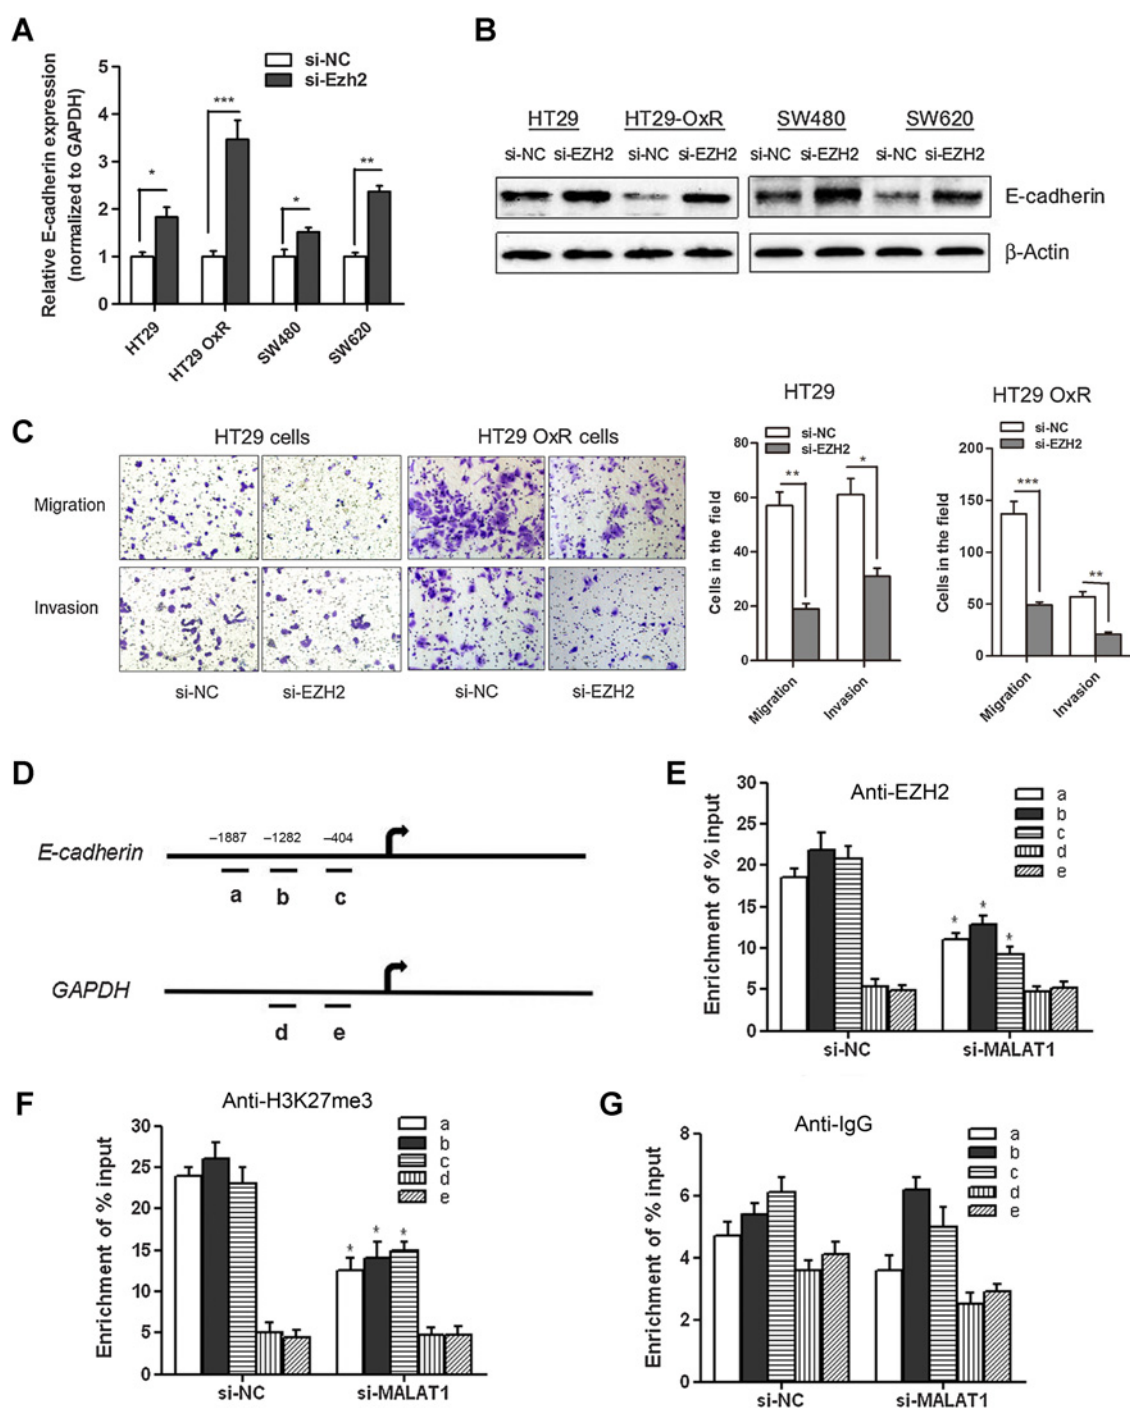 A
si-NC
si-Ezh2
Relative E-cadherin expression
(normalized to GAPDH)
5
4
3
2
1
0
*
***
*
**
HT29
HT29 OxR
SW480
SW620
B
HT29 HT29-OxR SW480 SW620
si-NC si-EZH2 si-NC si-EZH2 si-NC si-EZH2 si-NC si-EZH2
E-cadherin
β-Actin
C
HT29 cells
HT29 OxR cells
Migration
Invasion
si-NC si-EZH2 si-NC si-EZH2
HT29
si-NC
si-EZH2
Cells in the field
80
60
40
20
0
**
*
Migration
Invasion
HT29 OxR
si-NC
si-EZH2
Cells in the field
200
150
100
50
0
***
**
Migration
Invasion
D
–1887 –1282 –404
E-cadherin
a b c
GAPDH
d e
E
Anti-EZH2
a
b
c
d
e
Enrichment of % input
30
25
20
15
10
5
0
* * *
si-NC si-MALAT1
F
Anti-H3K27me3
a
b
c
d
e
Enrichment of % input
30
25
20
15
10
5
0
* * *
si-NC si-MALAT1
G
Anti-IgG
a
b
c
d
e
Enrichment of % input
8
6
4
2
0
si-NC si-MALAT1